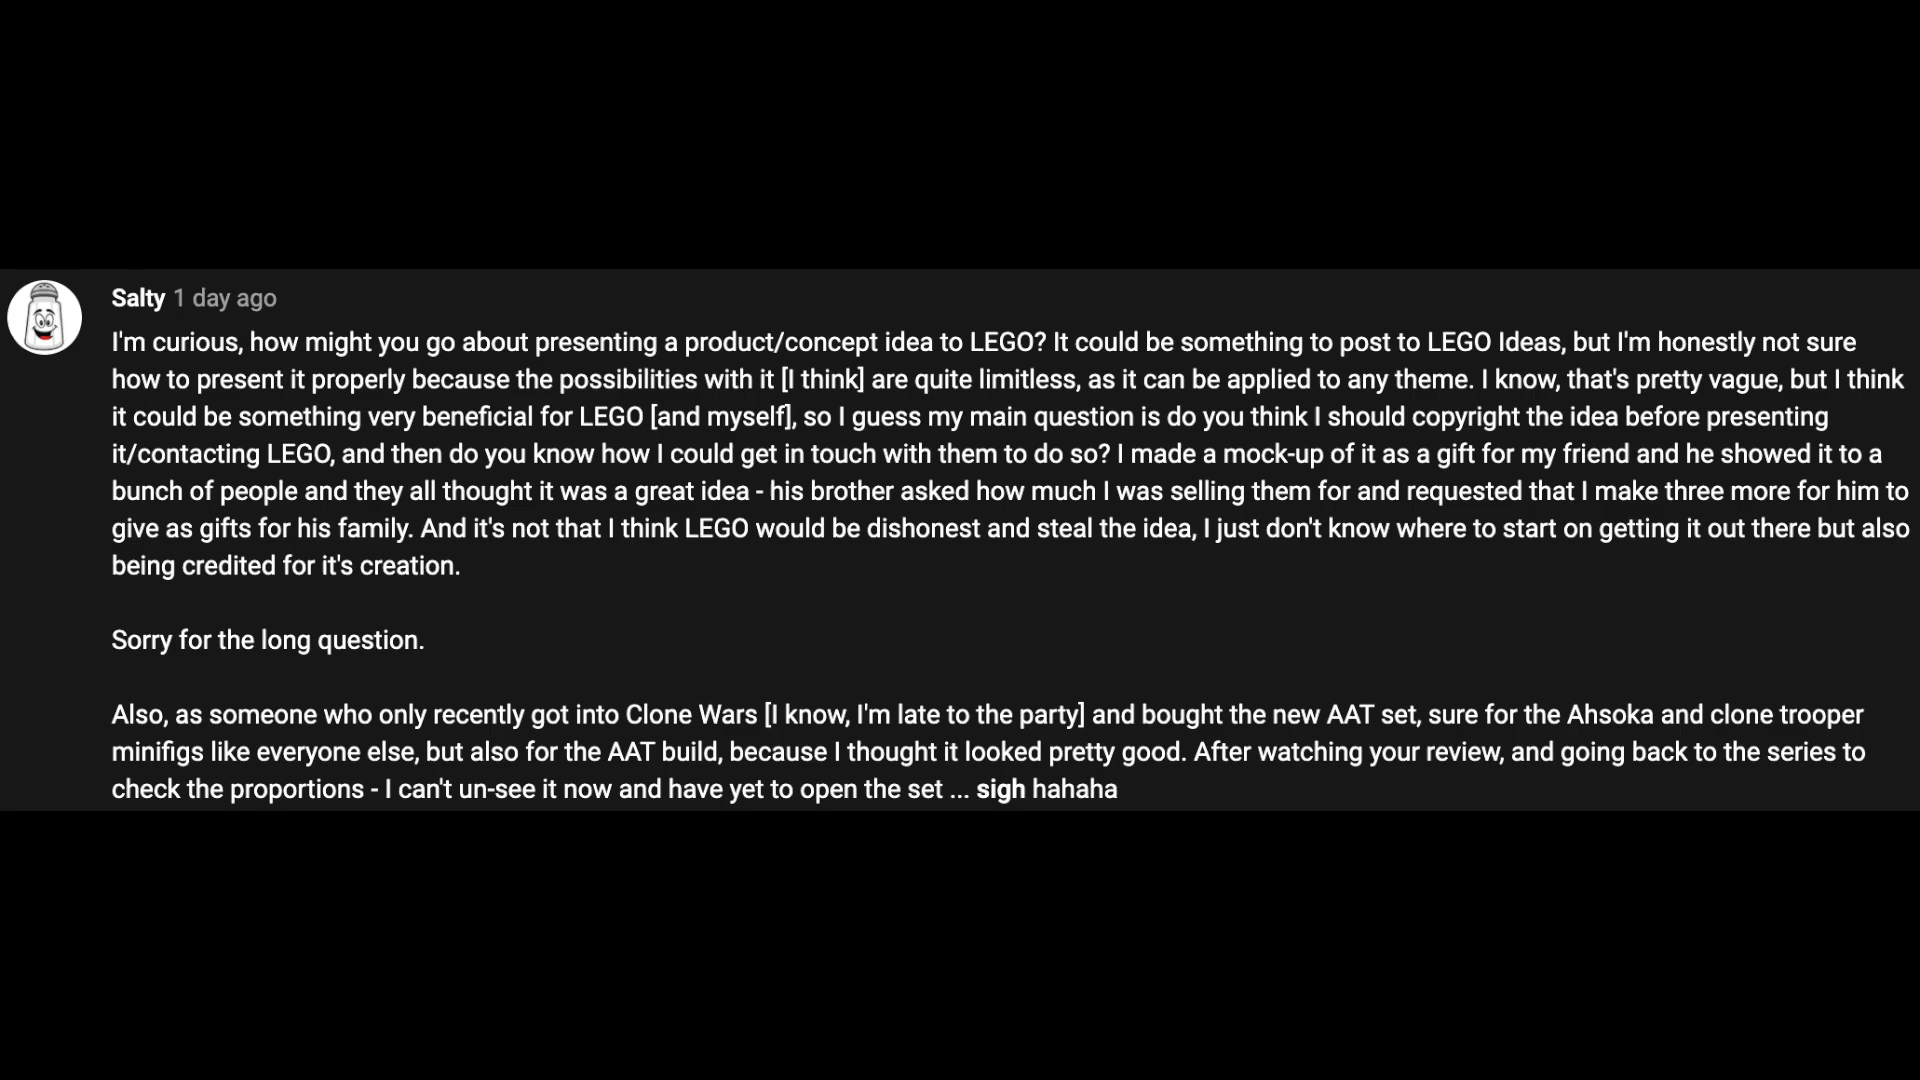 Salty 1 day ago
I'm curious, how might you go about presenting a product/concept idea to LEGO? It could be something to post to LEGO Ideas, but I'm honestly not sure
how to present it properly because the possibilities with it [I think] are quite limitless, as it can be applied to any theme. I know, that's pretty vague, but I think
it could be something very beneficial for LEGO [and myself], so I guess my main question is do you think I should copyright the idea before presenting
it/contacting LEGO, and then do you know how I could get in touch with them to do so? I made a mock-up of it as a gift for my friend and he showed it to a
bunch of people and they all thought it was a great idea - his brother asked how much I was selling them for and requested that I make three more for him to
give as gifts for his family. And it's not that I think LEGO would be dishonest and steal the idea, I just don't know where to start on getting it out there but also
being credited for it's creation.
Sorry for the long question.
Also, as someone who only recently got into Clone Wars [I know, I'm late to the party] and bought the new AAT set, sure for the Ahsoka and clone trooper
minifigs like everyone else, but also for the AAT build, because I thought it looked pretty good. After watching your review, and going back to the series to
check the proportions - I can't un-see it now and have yet to open the set ... sigh hahaha